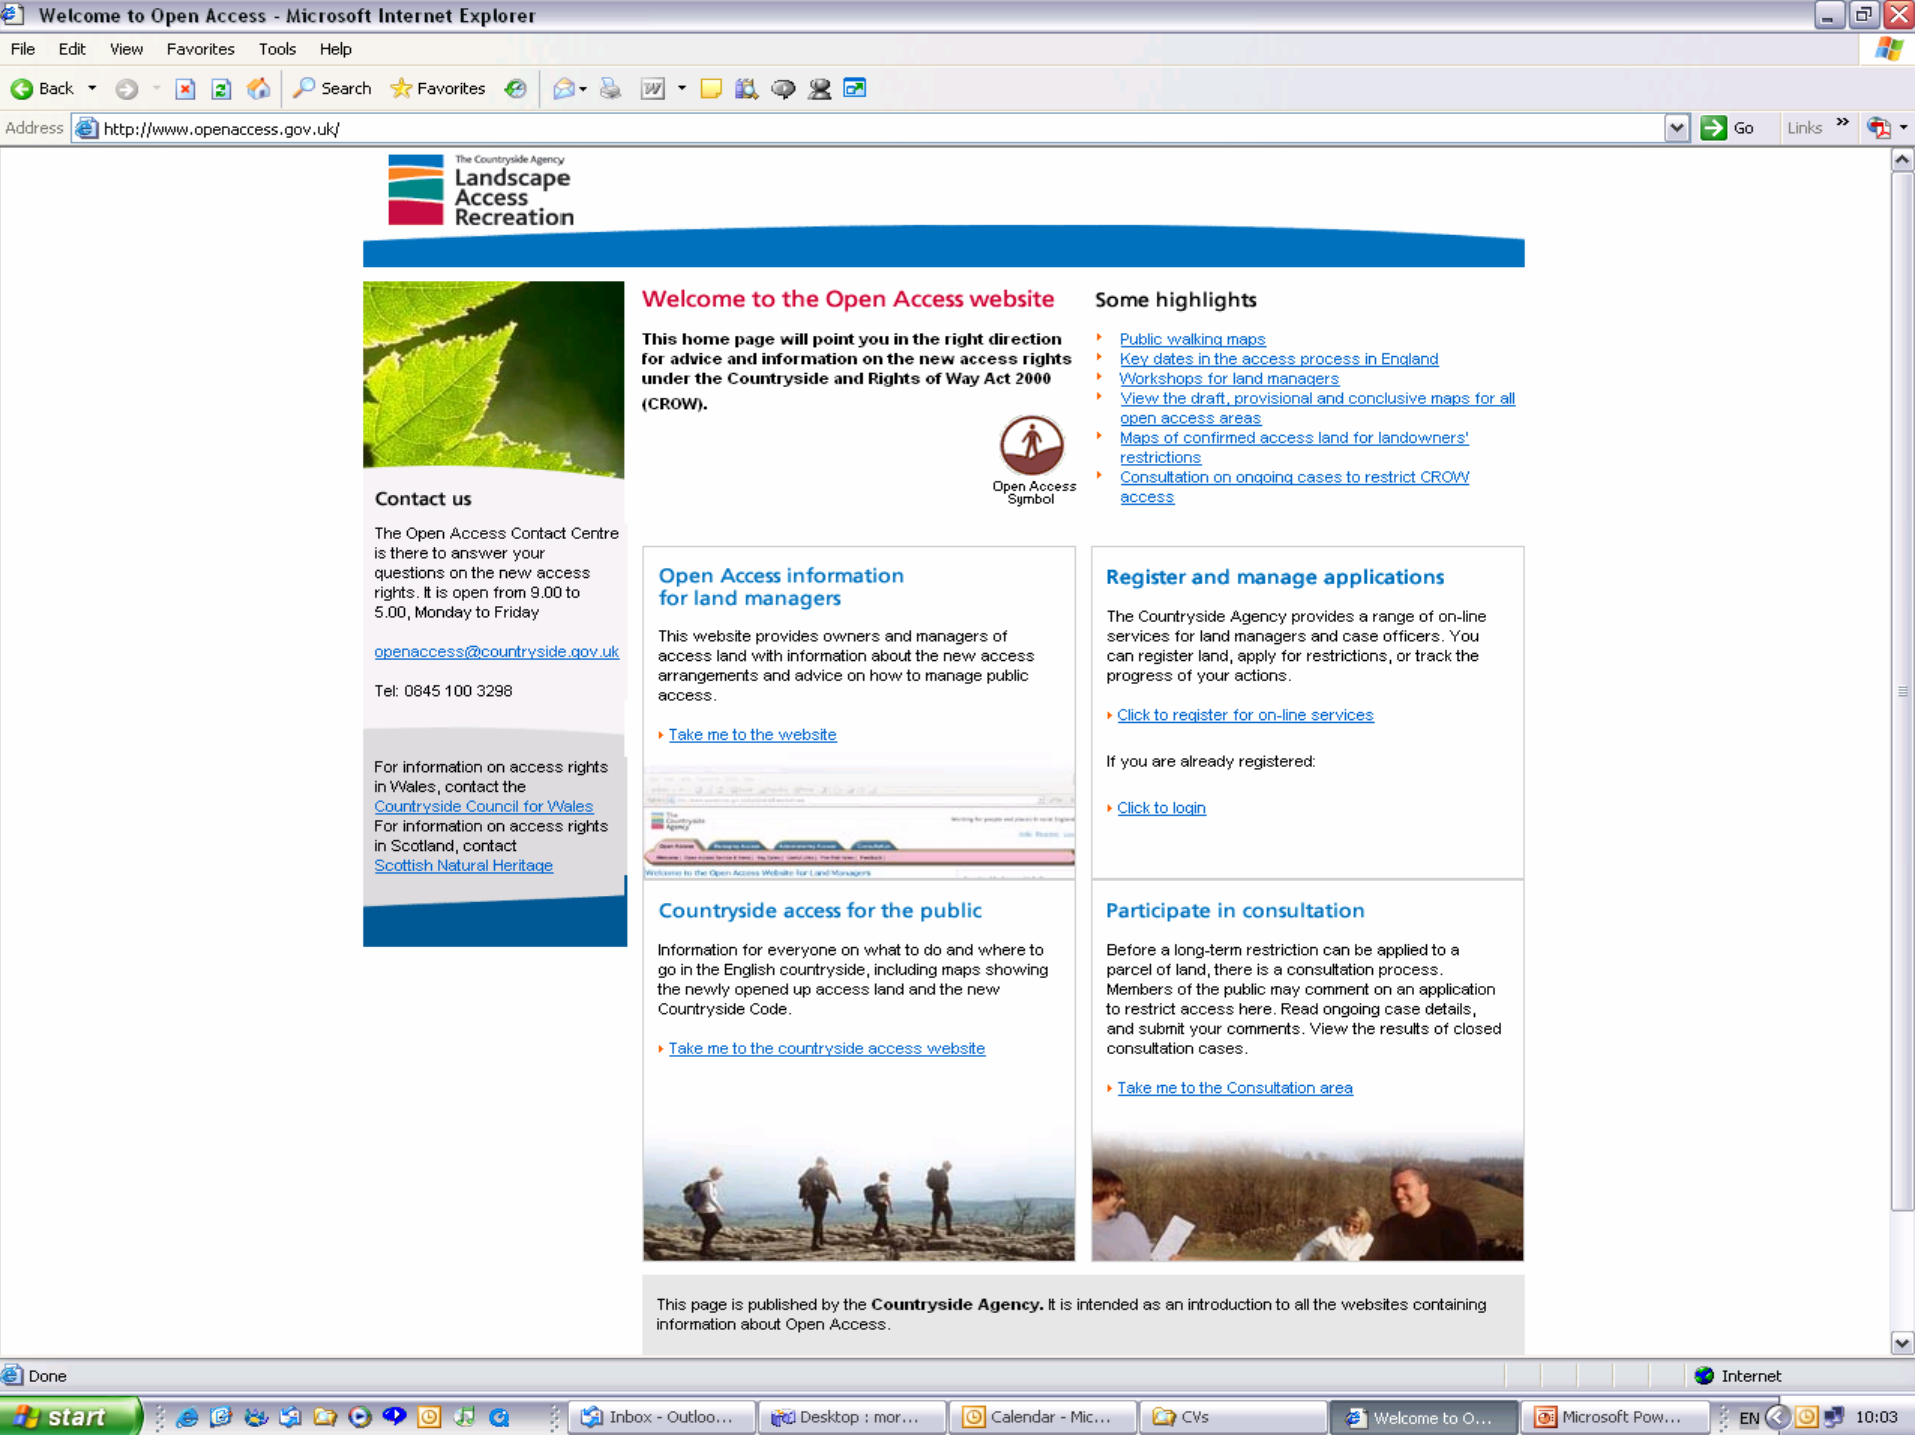 Welcome to Open Access - Microsoft Internet Explorer
File Edit View Favorites Tools Help
Back Search Favorites
Address http://www.openaccess.gov.uk/ Go Links »
The Countryside Agency
Landscape
Access
Recreation
Welcome to the Open Access website
This home page will point you in the right direction
for advice and information on the new access rights
under the Countryside and Rights of Way Act 2000
(CROW).
Open Access
Symbol
Some highlights
Public walking maps
Key dates in the access process in England
Workshops for land managers
View the draft, provisional and conclusive maps for all
open access areas
Maps of confirmed access land for landowners'
restrictions
Consultation on ongoing cases to restrict CROW
access
Contact us
The Open Access Contact Centre
is there to answer your
questions on the new access
rights. It is open from 9.00 to
5.00, Monday to Friday
openaccess@countryside.gov.uk
Tel: 0845 100 3298
For information on access rights
in Wales, contact the
Countryside Council for Wales
For information on access rights
in Scotland, contact
Scottish Natural Heritage
Open Access information
for land managers
This website provides owners and managers of
access land with information about the new access
arrangements and advice on how to manage public
access.
Take me to the website
The
Countryside
Agency
Welcome to the Open Access Website for Land Managers
Register and manage applications
The Countryside Agency provides a range of on-line
services for land managers and case officers. You
can register land, apply for restrictions, or track the
progress of your actions.
Click to register for on-line services
If you are already registered:
Click to login
Countryside access for the public
Information for everyone on what to do and where to
go in the English countryside, including maps showing
the newly opened up access land and the new
Countryside Code.
Take me to the countryside access website
Participate in consultation
Before a long-term restriction can be applied to a
parcel of land, there is a consultation process.
Members of the public may comment on an application
to restrict access here. Read ongoing case details,
and submit your comments. View the results of closed
consultation cases.
Take me to the Consultation area
This page is published by the Countryside Agency. It is intended as an introduction to all the websites containing
information about Open Access.
Done Internet
start Inbox - Outloo... Desktop : mor... Calendar - Mic... CVs Welcome to O... Microsoft Pow... EN 10:03